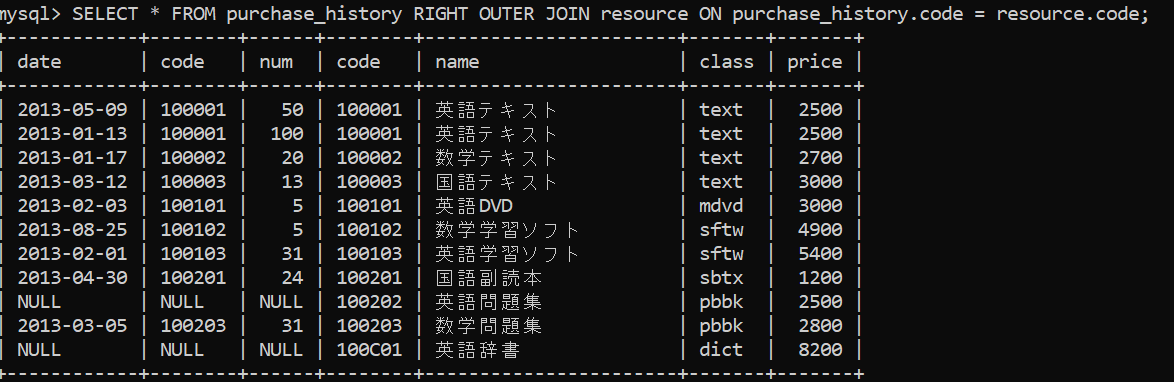 mysql> SELECT * FROM purchase_history RIGHT OUTER JOIN resource ON purchase_history.code = resource.code;
+------------+--------+------+--------+-----------------------+-------+-------+
| date       | code   | num  | code   | name                  | class | price |
+------------+--------+------+--------+-----------------------+-------+-------+
| 2013-05-09 | 100001 |   50 | 100001 | 英語テキスト          | text  |  2500 |
| 2013-01-13 | 100001 |  100 | 100001 | 英語テキスト          | text  |  2500 |
| 2013-01-17 | 100002 |   20 | 100002 | 数学テキスト          | text  |  2700 |
| 2013-03-12 | 100003 |   13 | 100003 | 国語テキスト          | text  |  3000 |
| 2013-02-03 | 100101 |    5 | 100101 | 英語DVD               | mdvd  |  3000 |
| 2013-08-25 | 100102 |    5 | 100102 | 数学学習ソフト        | sftw  |  4900 |
| 2013-02-01 | 100103 |   31 | 100103 | 英語学習ソフト        | sftw  |  5400 |
| 2013-04-30 | 100201 |   24 | 100201 | 国語副読本            | sbtx  |  1200 |
| NULL       | NULL   | NULL | 100202 | 英語問題集            | pbbk  |  2500 |
| 2013-03-05 | 100203 |   31 | 100203 | 数学問題集            | pbbk  |  2800 |
| NULL       | NULL   | NULL | 100C01 | 英語辞書              | dict  |  8200 |
+------------+--------+------+--------+-----------------------+-------+-------+